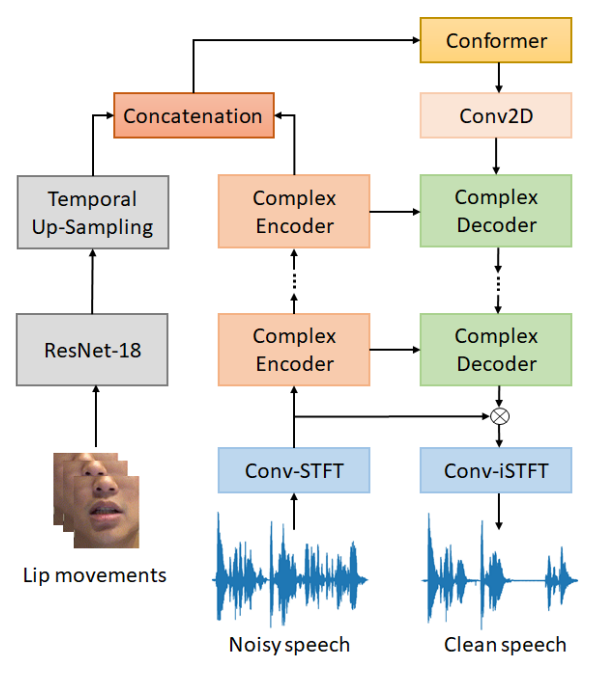 Conformer
Concatenation
Conv2D
Temporal
Up-Sampling
Complex
Encoder
Complex
Decoder
ResNet-18
Complex
Encoder
Complex
Decoder
Conv-STFT
Conv-iSTFT
Lip movements
Noisy speech
Clean speech